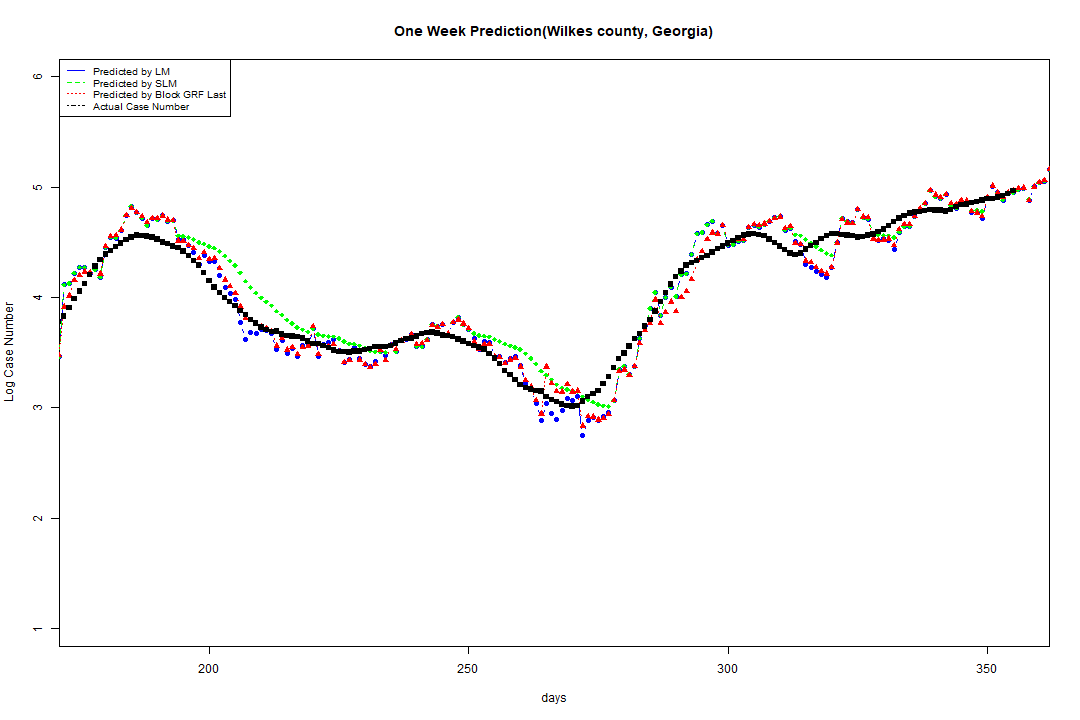 One Week Prediction(Wilkes county, Georgia)
Predicted by LM
Predicted by SLM
Predicted by Block GRF Last
Actual Case Number
6
5
4
3
2
1
Log Case Number
200
250
300
350
days